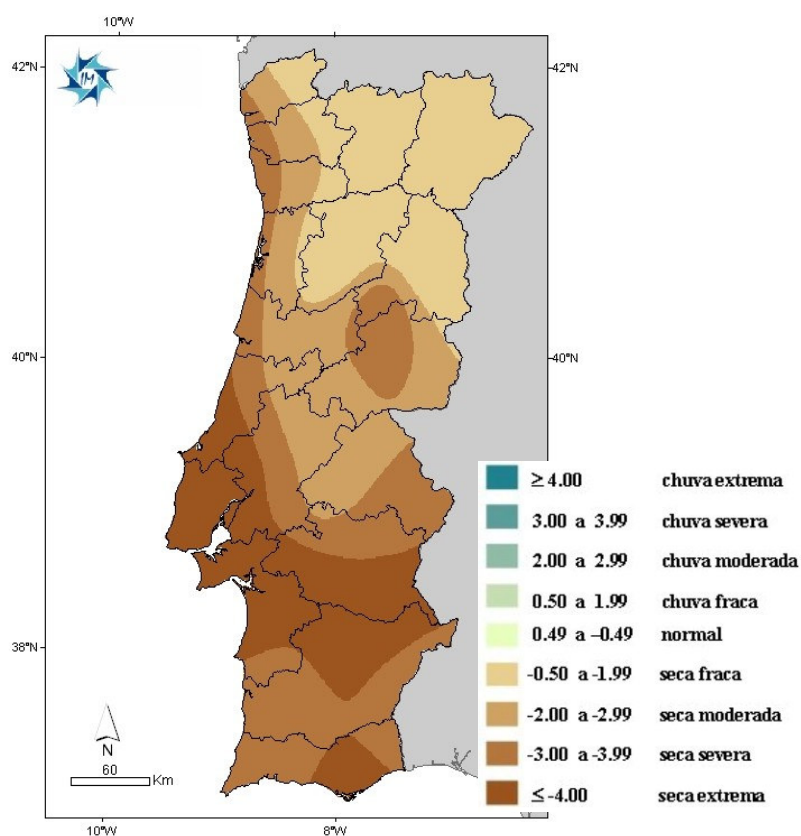 10°W
IM
42°N
42°N
40°N
40°N
≥ 4.00 chuva extrema
3.00 a 3.99 chuva severa
2.00 a 2.99 chuva moderada
0.50 a 1.99 chuva fraca
0.49 a –0.49 normal
-0.50 a -1.99 seca fraca
-2.00 a -2.99 seca moderada
-3.00 a -3.99 seca severa
≤ -4.00 seca extrema
38°N
N
60
Km
10°W
8°W